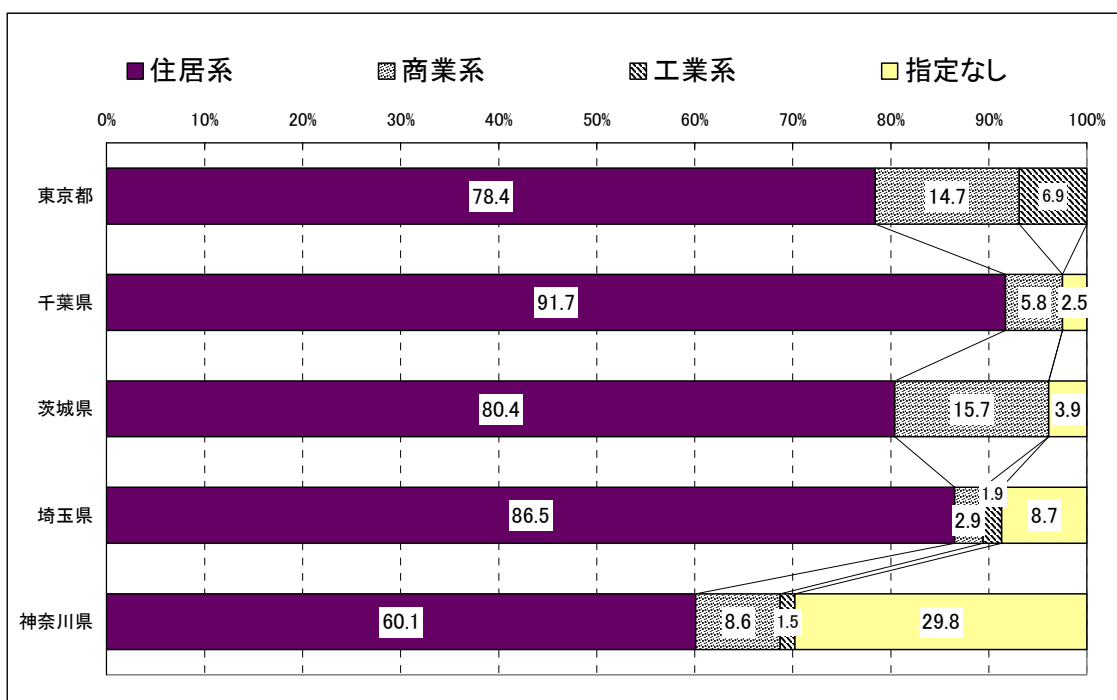 住居系 商業系 工業系 指定なし
0% 10% 20% 30% 40% 50% 60% 70% 80% 90% 100%
東京都 78.4 14.7 6.9
千葉県 91.7 5.8 2.5
茨城県 80.4 15.7 3.9
埼玉県 86.5 2.9 1.9 8.7
神奈川県 60.1 8.6 1.5 29.8